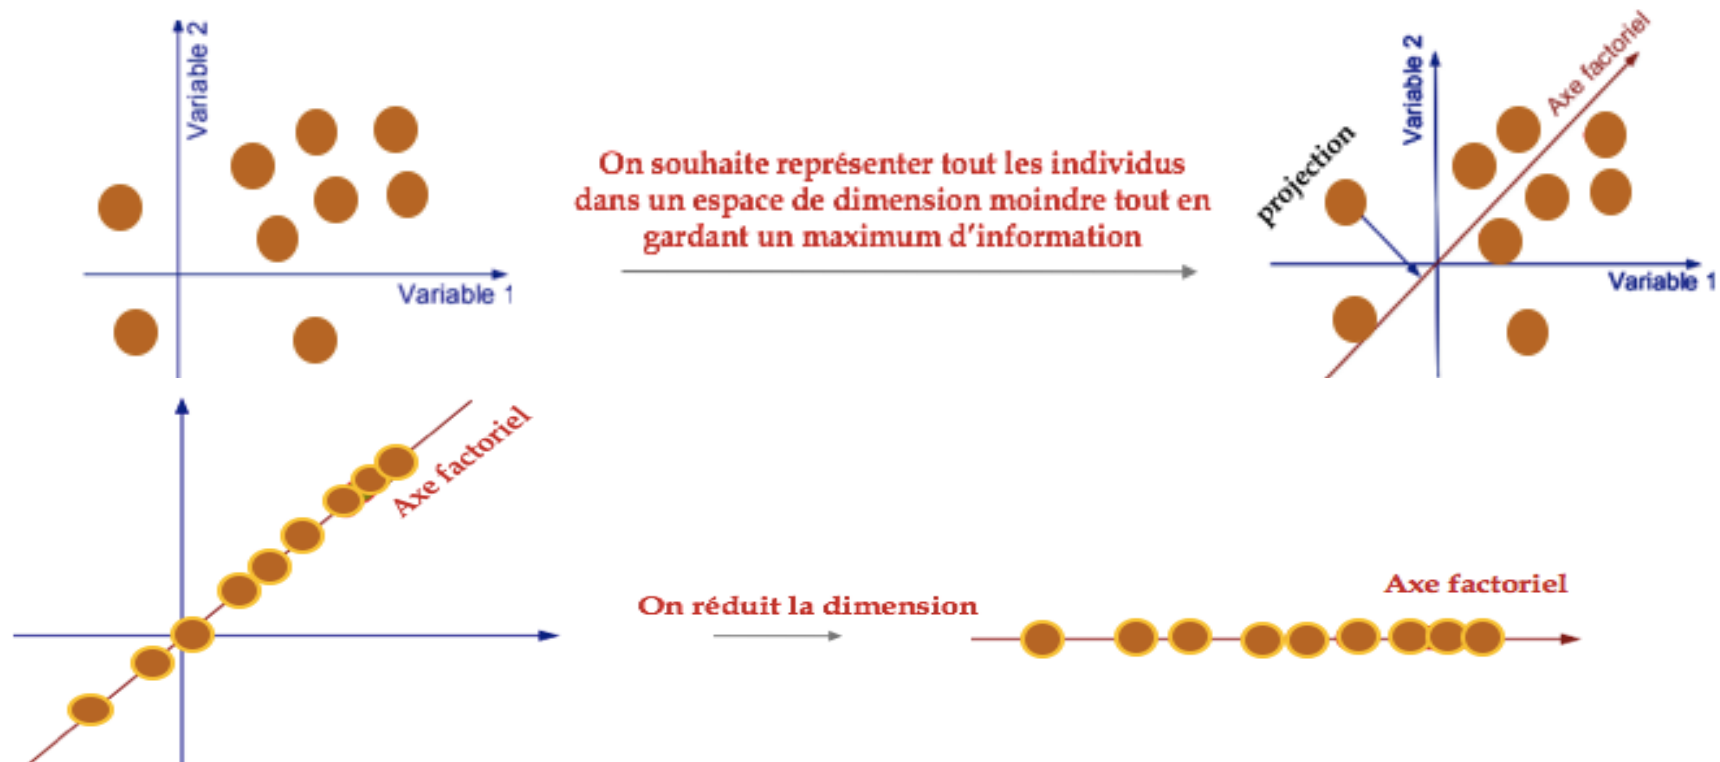 Variable 2
Variable 1
On souhaite représenter tout les individus
dans un espace de dimension moindre tout en
gardant un maximum d'information
projection
Variable 2
Axe factoriel
Variable 1
Axe factoriel
On réduit la dimension
Axe factoriel